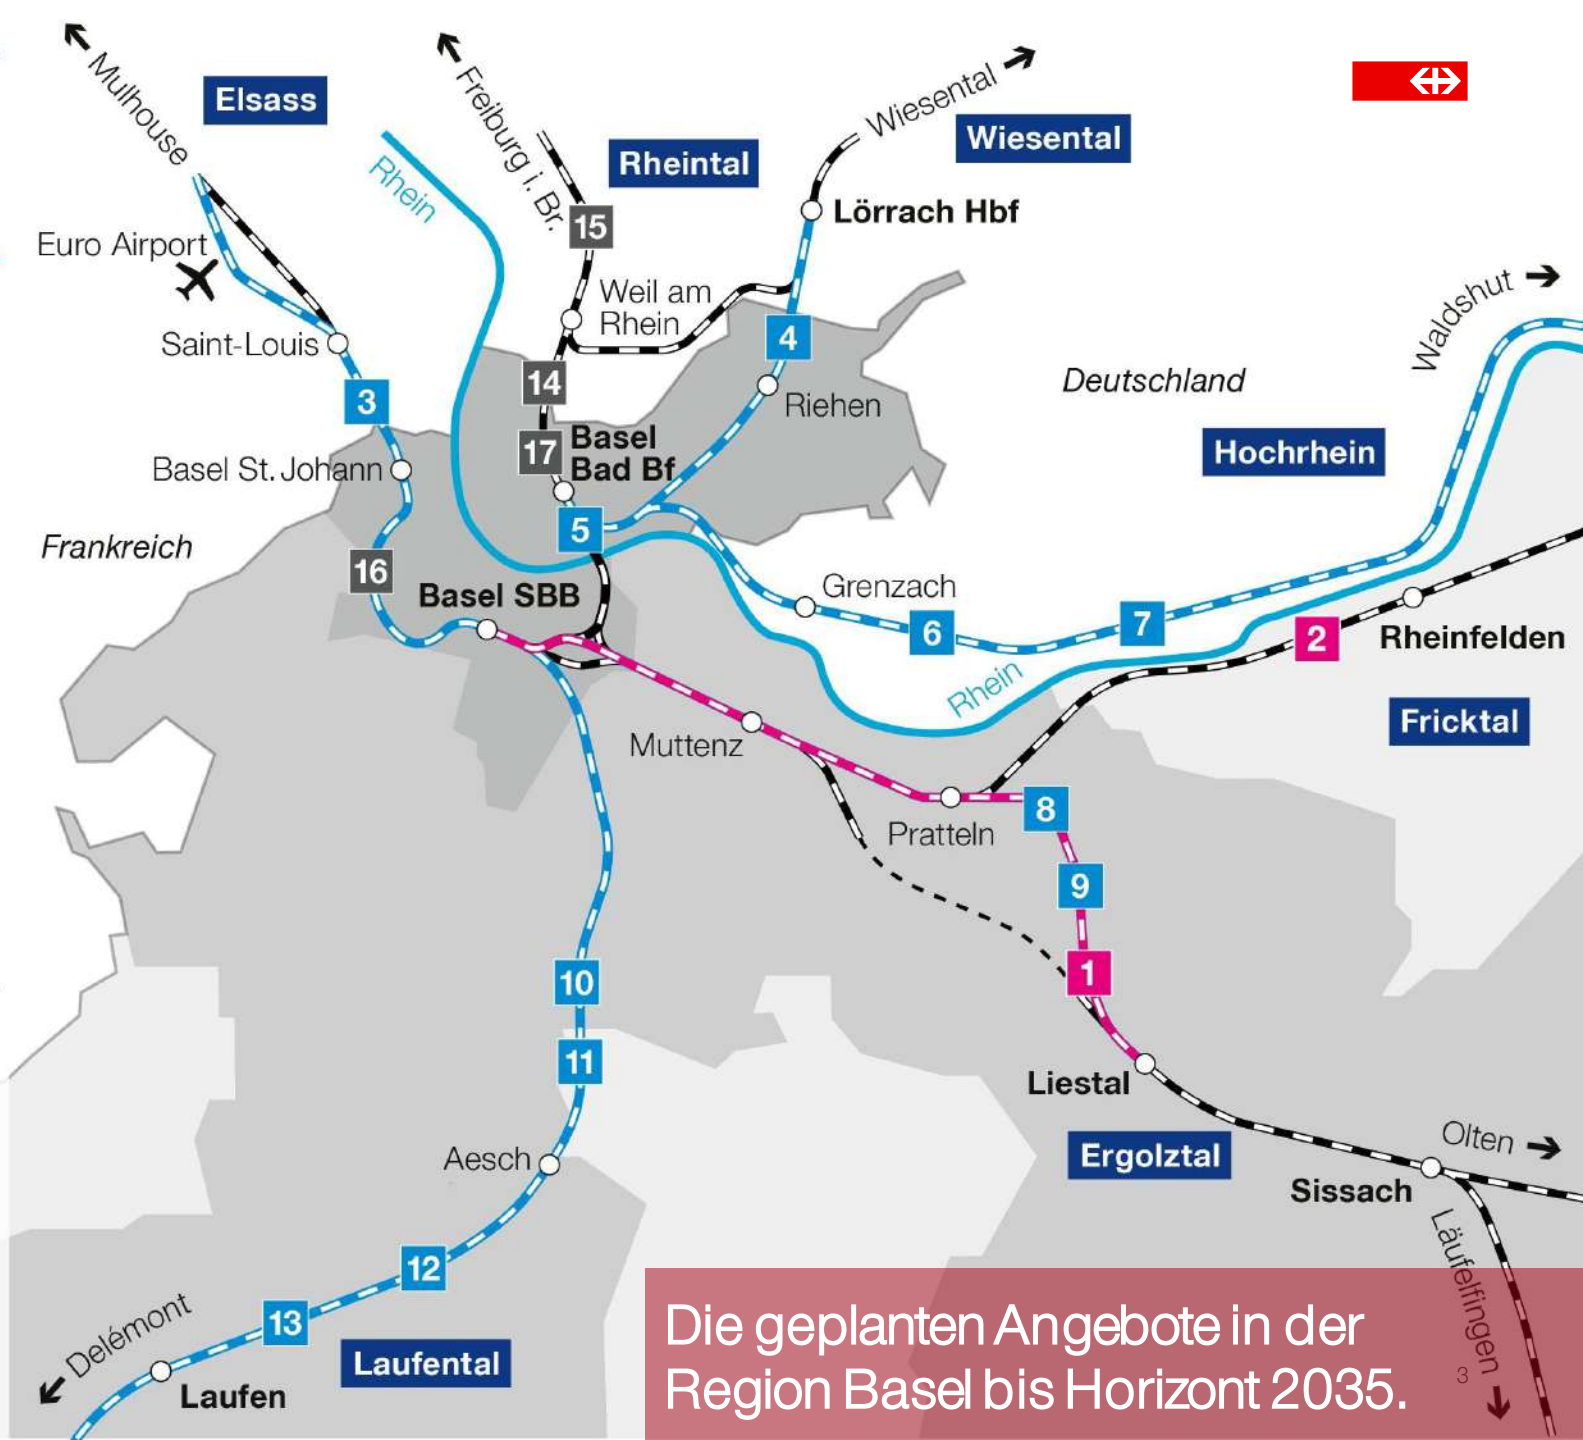 Mulhouse
Elsass
Freiburg i. Br.
Rheintal
Wiesental
Wiesental
Rhein
15
Lörrach Hbf
Euro Airport
Weil am
Rhein
Saint-Louis
4
Waldshut
3
14
Riehen
Deutschland
17
Basel
Bad Bf
Hochrhein
Basel St. Johann
5
Frankreich
16
Basel SBB
Grenzach
6
7
2
Rheinfelden
Rhein
Fricktal
Muttenz
8
Pratteln
9
1
10
11
Liestal
Ergolztal
Olten
Sissach
Aesch
12
Läufelfingen
13
Delémont
Laufental
Laufen
Die geplanten Angebote in der
Region Basel bis Horizont 2035.
3